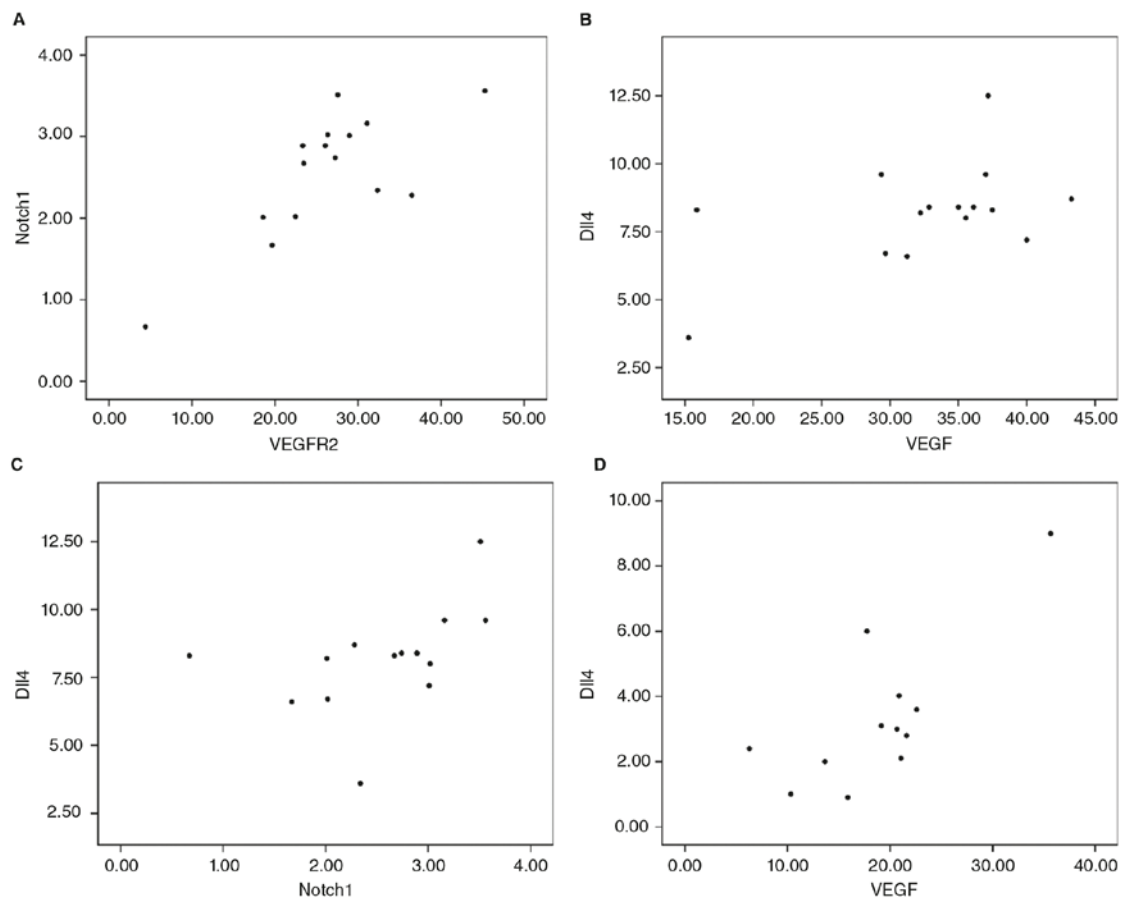 A
4.00
3.00
2.00
1.00
0.00
Notch1
0.00 10.00 20.00 30.00 40.00 50.00
VEGFR2
B
12.50
10.00
7.50
5.00
2.50
Dll4
15.00 20.00 25.00 30.00 35.00 40.00 45.00
VEGF
C
12.50
10.00
7.50
5.00
2.50
Dll4
0.00 1.00 2.00 3.00 4.00
Notch1
D
10.00
8.00
6.00
4.00
2.00
0.00
Dll4
0.00 10.00 20.00 30.00 40.00
VEGF